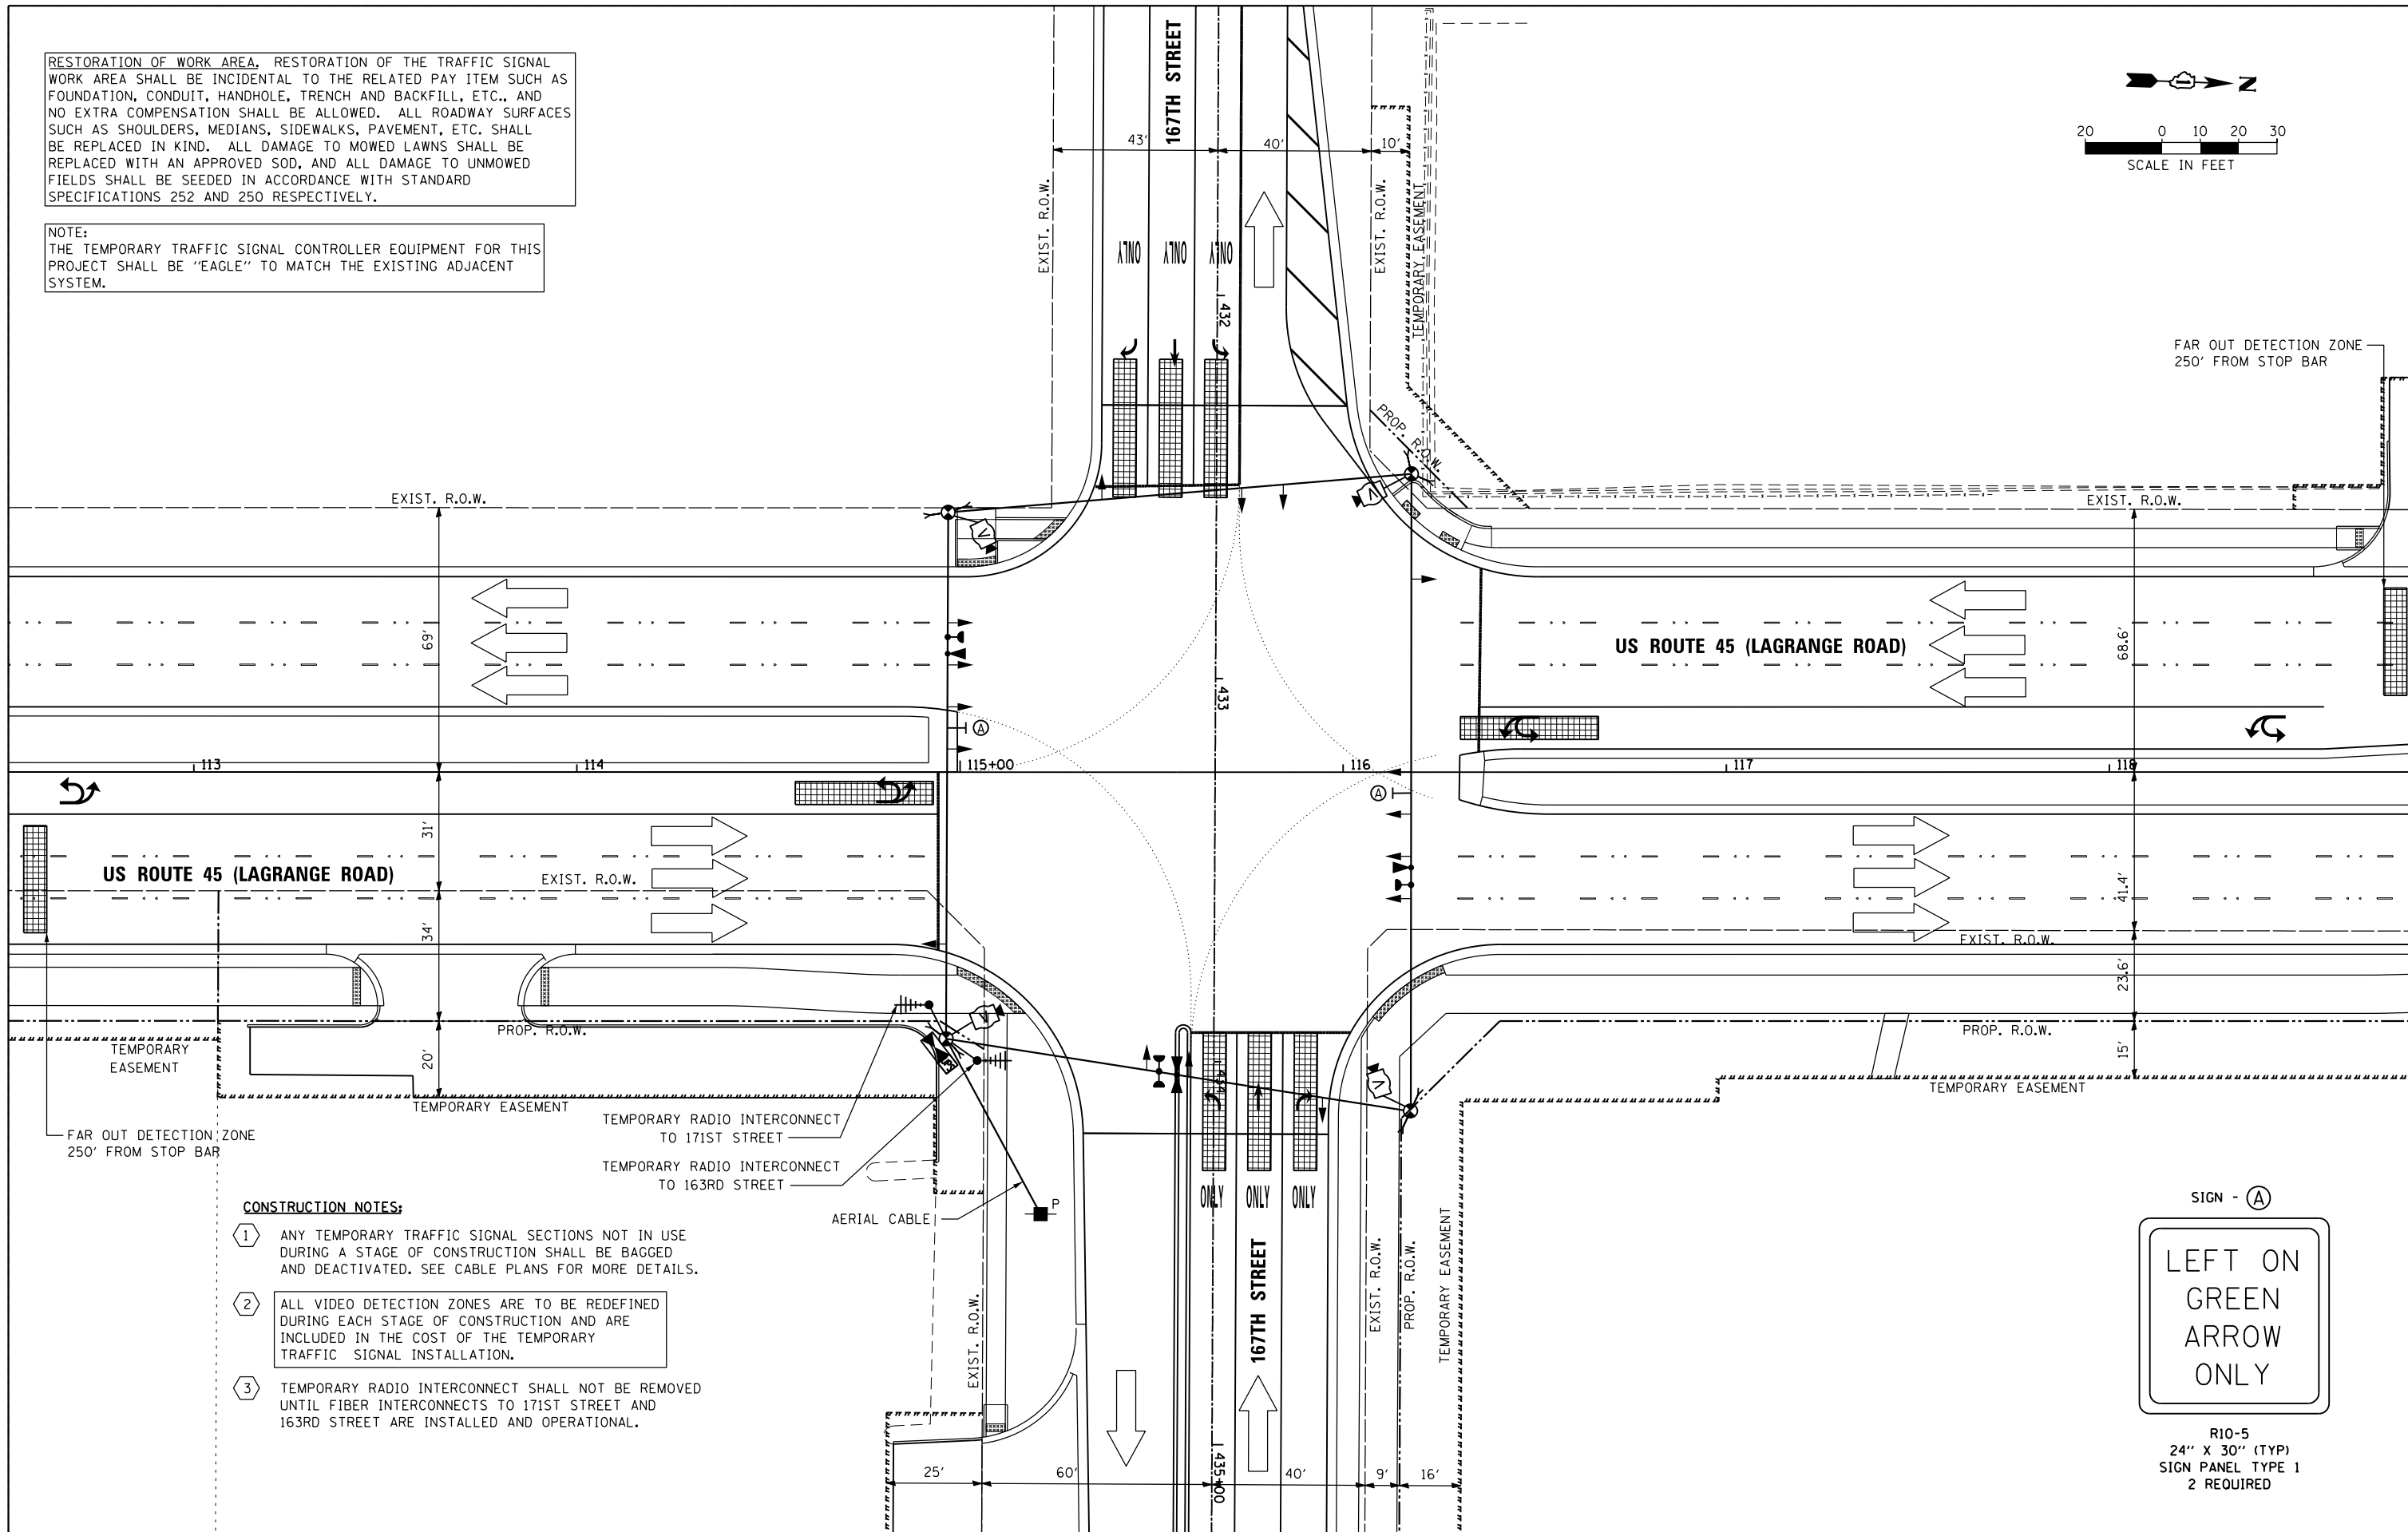 RESTORATION OF WORK AREA. RESTORATION OF THE TRAFFIC SIGNAL
WORK AREA SHALL BE INCIDENTAL TO THE RELATED PAY ITEM SUCH AS
FOUNDATION, CONDUIT, HANDHOLE, TRENCH AND BACKFILL, ETC., AND
NO EXTRA COMPENSATION SHALL BE ALLOWED. ALL ROADWAY SURFACES
SUCH AS SHOULDERS, MEDIANS, SIDEWALKS, PAVEMENT, ETC. SHALL
BE REPLACED IN KIND. ALL DAMAGE TO MOWED LAWNS SHALL BE
REPLACED WITH AN APPROVED SOD, AND ALL DAMAGE TO UNMOWED
FIELDS SHALL BE SEEDED IN ACCORDANCE WITH STANDARD
SPECIFICATIONS 252 AND 250 RESPECTIVELY.
NOTE:
THE TEMPORARY TRAFFIC SIGNAL CONTROLLER EQUIPMENT FOR THIS
PROJECT SHALL BE "EAGLE" TO MATCH THE EXISTING ADJACENT
SYSTEM.
167TH STREET
43'
40'
10'
EXIST. R.O.W.
EXIST. R.O.W.
TEMPORARY EASEMENT
ONLY
ONLY
ONLY
432
PROP. R.O.W.
N
20 0 10 20 30
SCALE IN FEET
FAR OUT DETECTION ZONE
250' FROM STOP BAR
EXIST. R.O.W.
EXIST. R.O.W.
V
V
69'
US ROUTE 45 (LAGRANGE ROAD)
68.6'
433
A
113
114
115+00
116
117
118
A
31'
US ROUTE 45 (LAGRANGE ROAD)
EXIST. R.O.W.
34'
41.4'
EXIST. R.O.W.
23.6'
PROP. R.O.W.
PROP. R.O.W.
V
V
TEMPORARY
EASEMENT
20'
15'
TEMPORARY EASEMENT
TEMPORARY EASEMENT
434
FAR OUT DETECTION ZONE
250' FROM STOP BAR
TEMPORARY RADIO INTERCONNECT
TO 171ST STREET
TEMPORARY RADIO INTERCONNECT
TO 163RD STREET
AERIAL CABLE
P
ONLY
ONLY
ONLY
CONSTRUCTION NOTES:
1 ANY TEMPORARY TRAFFIC SIGNAL SECTIONS NOT IN USE
DURING A STAGE OF CONSTRUCTION SHALL BE BAGGED
AND DEACTIVATED. SEE CABLE PLANS FOR MORE DETAILS.
2 ALL VIDEO DETECTION ZONES ARE TO BE REDEFINED
DURING EACH STAGE OF CONSTRUCTION AND ARE
INCLUDED IN THE COST OF THE TEMPORARY
TRAFFIC SIGNAL INSTALLATION.
3 TEMPORARY RADIO INTERCONNECT SHALL NOT BE REMOVED
UNTIL FIBER INTERCONNECTS TO 171ST STREET AND
163RD STREET ARE INSTALLED AND OPERATIONAL.
EXIST. R.O.W.
167TH STREET
EXIST. R.O.W.
PROP. R.O.W.
TEMPORARY EASEMENT
25'
60'
435+00
40'
9'
16'
SIGN - A
LEFT ON
GREEN
ARROW
ONLY
R10-5
24" X 30" (TYP)
SIGN PANEL TYPE 1
2 REQUIRED